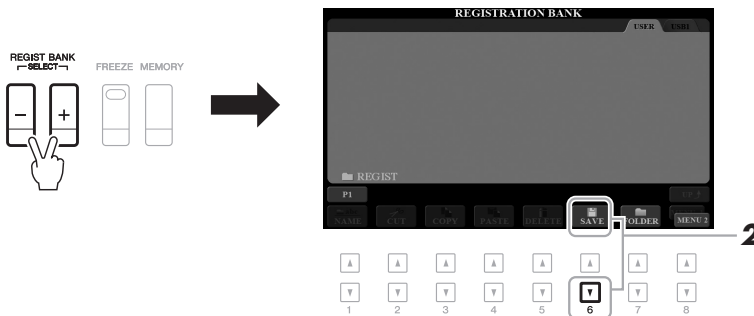 REGIST BANK
SELECT
FREEZE MEMORY
- +
REGISTRATION BANK
USER USB1
REGIST
P1 UP
NAME CUT COPY PASTE DELETE SAVE FOLDER MENU 2
2
1 2 3 4 5 6 7 8